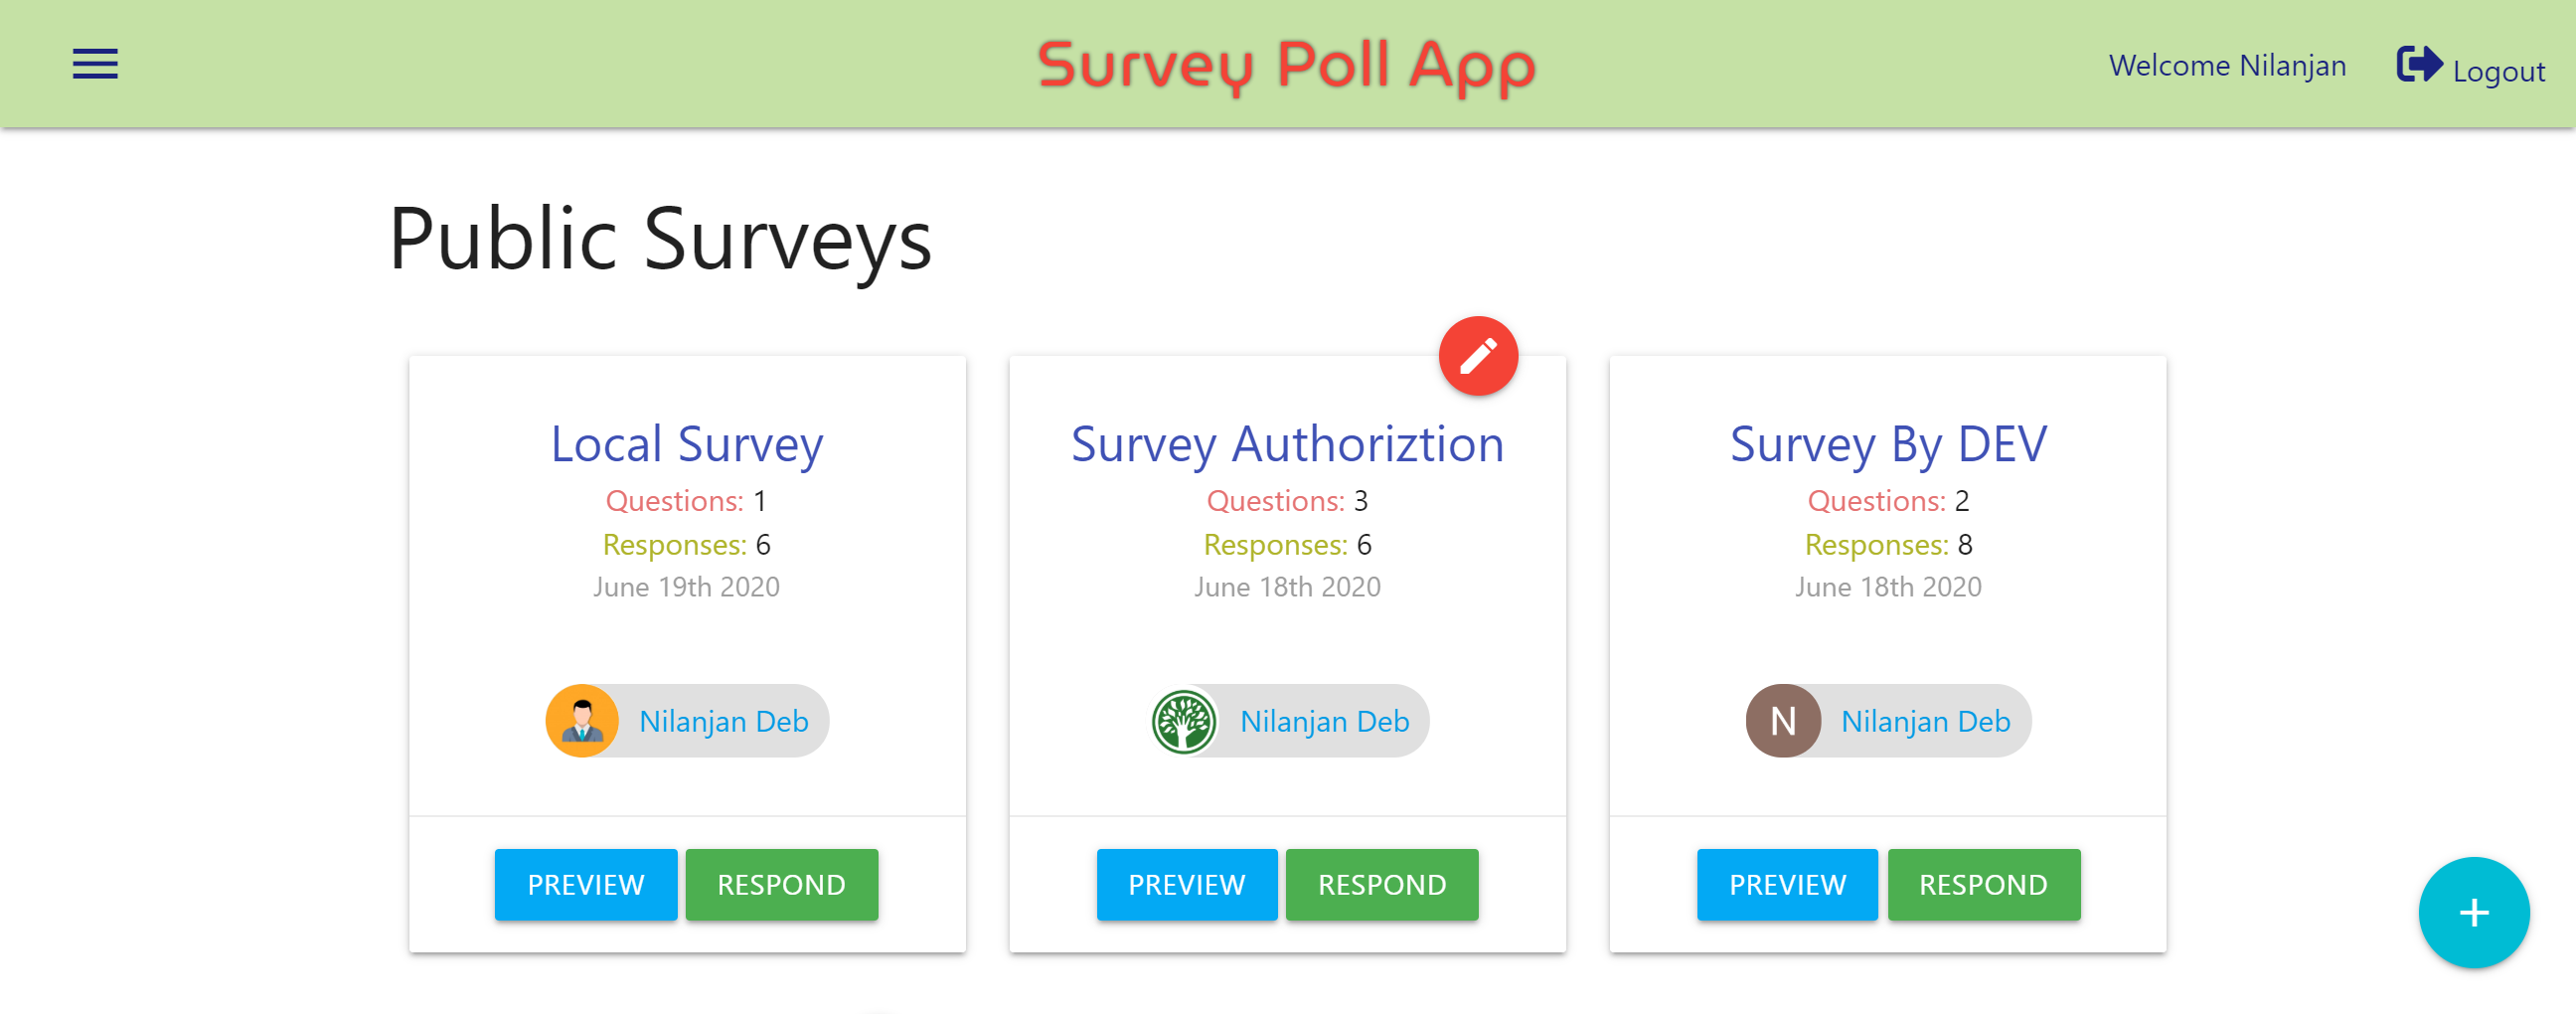 Survey Poll App
Welcome Nilanjan
Logout
Public Surveys
Local Survey
Questions: 1
Responses: 6
June 19th 2020
Nilanjan Deb
PREVIEW
RESPOND
Survey Authoriztion
Questions: 3
Responses: 6
June 18th 2020
Nilanjan Deb
PREVIEW
RESPOND
Survey By DEV
Questions: 2
Responses: 8
June 18th 2020
N
Nilanjan Deb
PREVIEW
RESPOND